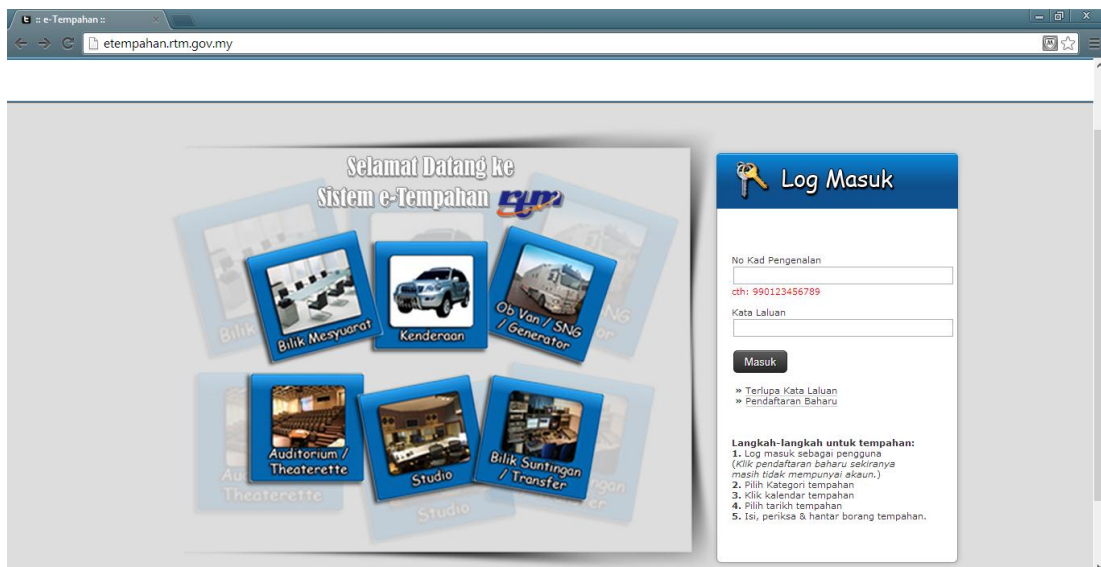 :: e-Tempahan ::
etempahan.rtm.gov.my
Selamat Datang ke
Sistem e-Tempahan rtm
Bilik Mesyuarat
Kenderaan
Ob Van / SNG
/ Generator
Auditorium /
Theaterette
Studio
Bilik Suntingan
/ Transfer
Log Masuk
No Kad Pengenalan
cth: 990123456789
Kata Laluan
Masuk
» Terlupa Kata Laluan
» Pendaftaran Baharu
Langkah-langkah untuk tempahan:
1. Log masuk sebagai pengguna
(Klik pendaftaran baharu sekiranya
masih tidak mempunyai akaun.)
2. Pilih Kategori tempahan
3. Klik kalendar tempahan
4. Pilih tarikh tempahan
5. Isi, periksa & hantar borang tempahan.